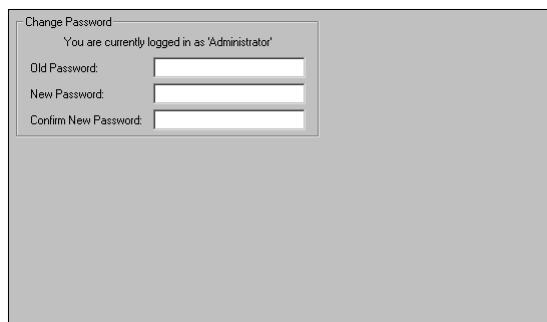 Change Password
You are currently logged in as 'Administrator'
Old Password:
New Password:
Confirm New Password: